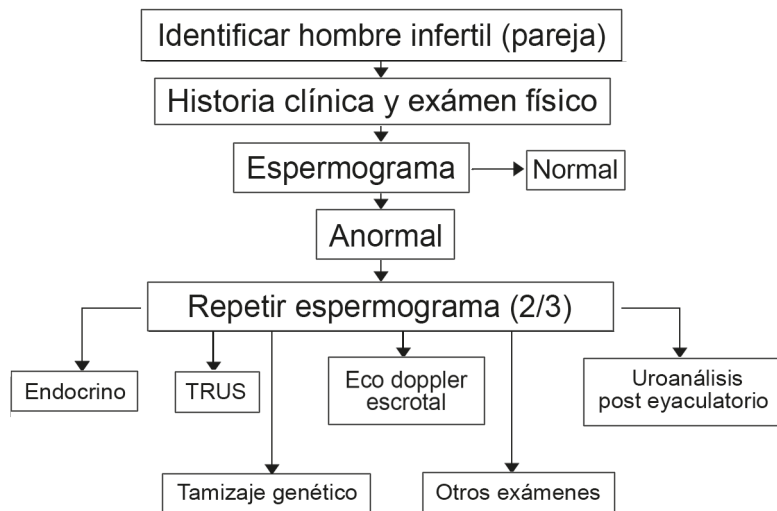 Identificar hombre infertil (pareja)
Historia clínica y exámen físico
Espermograma
Normal
Anormal
Repetir espermograma (2/3)
Endocrino
TRUS
Eco doppler
escrotal
Uroanálisis
post eyaculatorio
Tamizaje genético
Otros exámenes